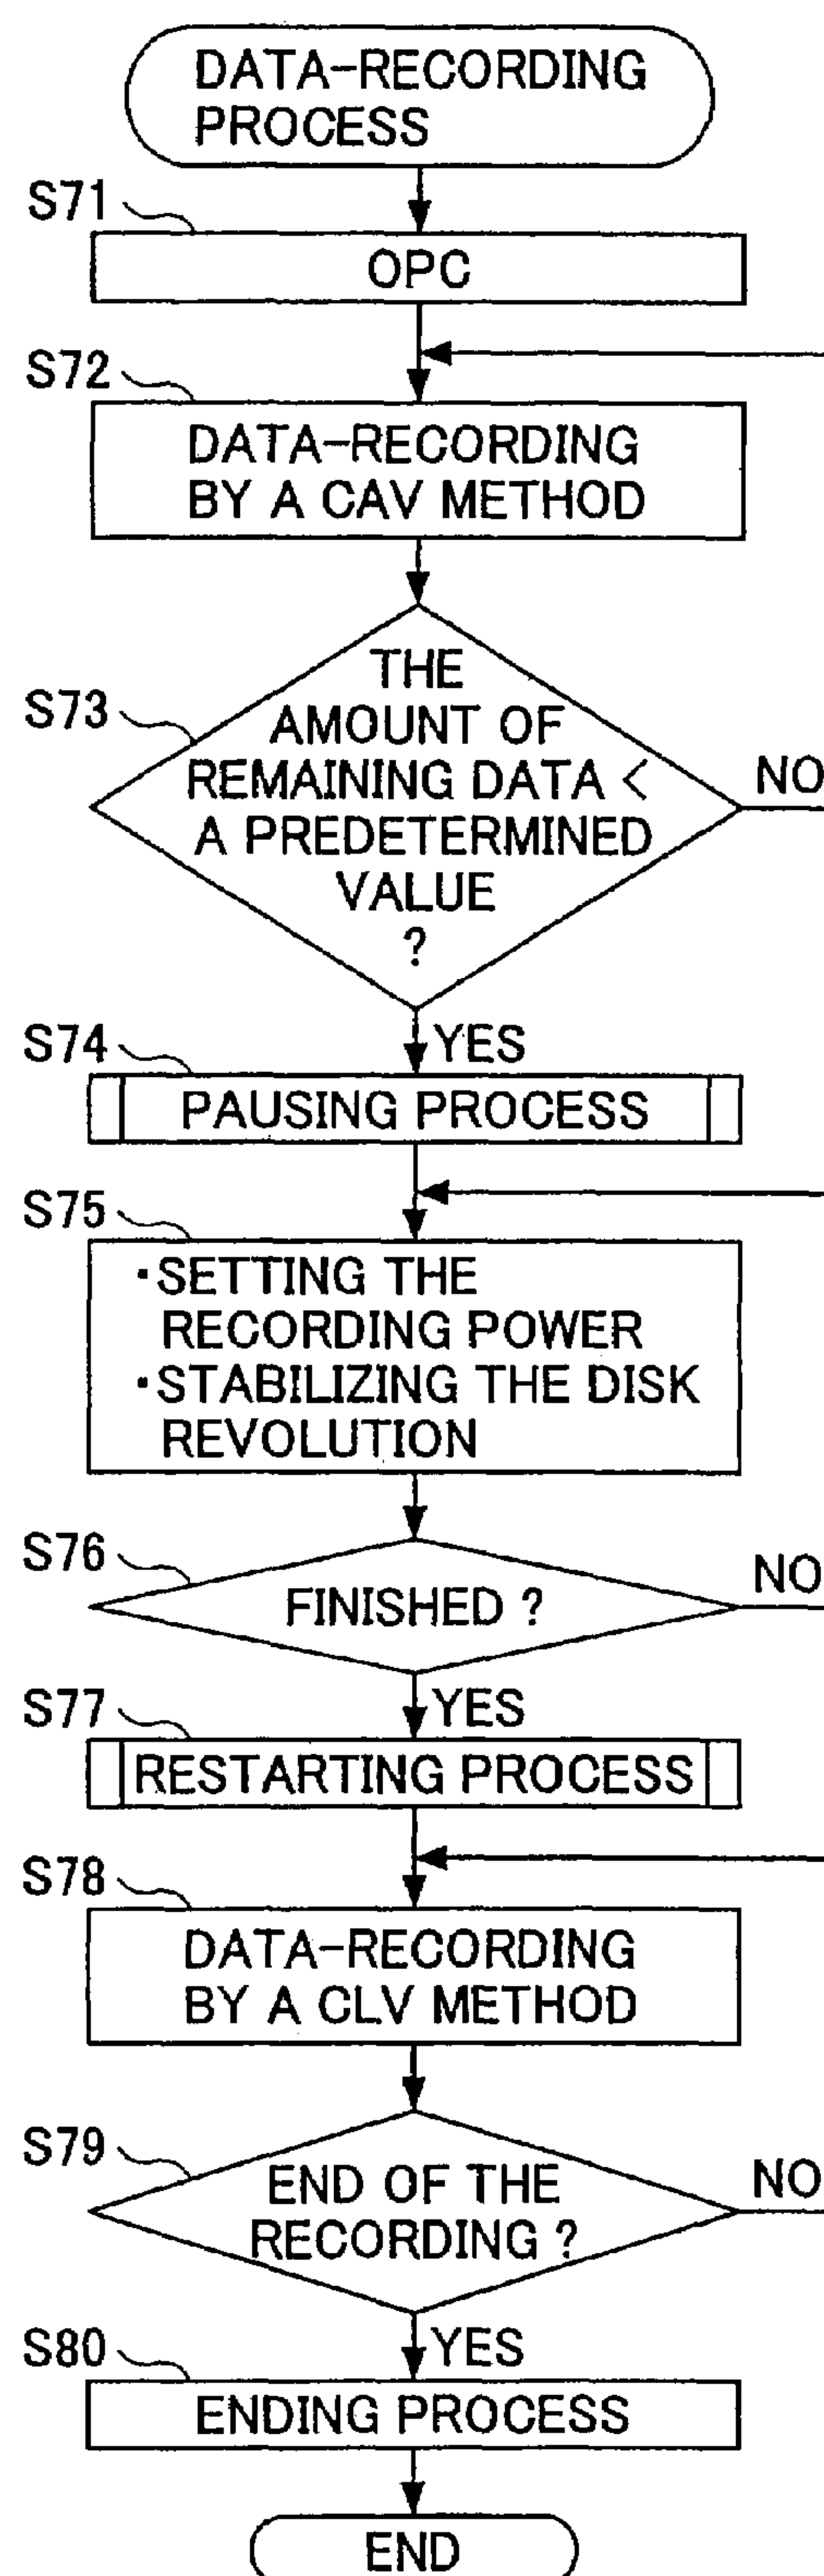 DATA-RECORDING
PROCESS
S71
OPC
S72
DATA-RECORDING
BY A CAV METHOD
S73
THE
AMOUNT OF
REMAINING DATA <
A PREDETERMINED
VALUE
?
NO
YES
S74
PAUSING PROCESS
S75
・SETTING THE
RECORDING POWER
・STABILIZING THE DISK
REVOLUTION
S76
FINISHED ?
NO
YES
S77
RESTARTING PROCESS
S78
DATA-RECORDING
BY A CLV METHOD
S79
END OF THE
RECORDING ?
NO
YES
S80
ENDING PROCESS
END